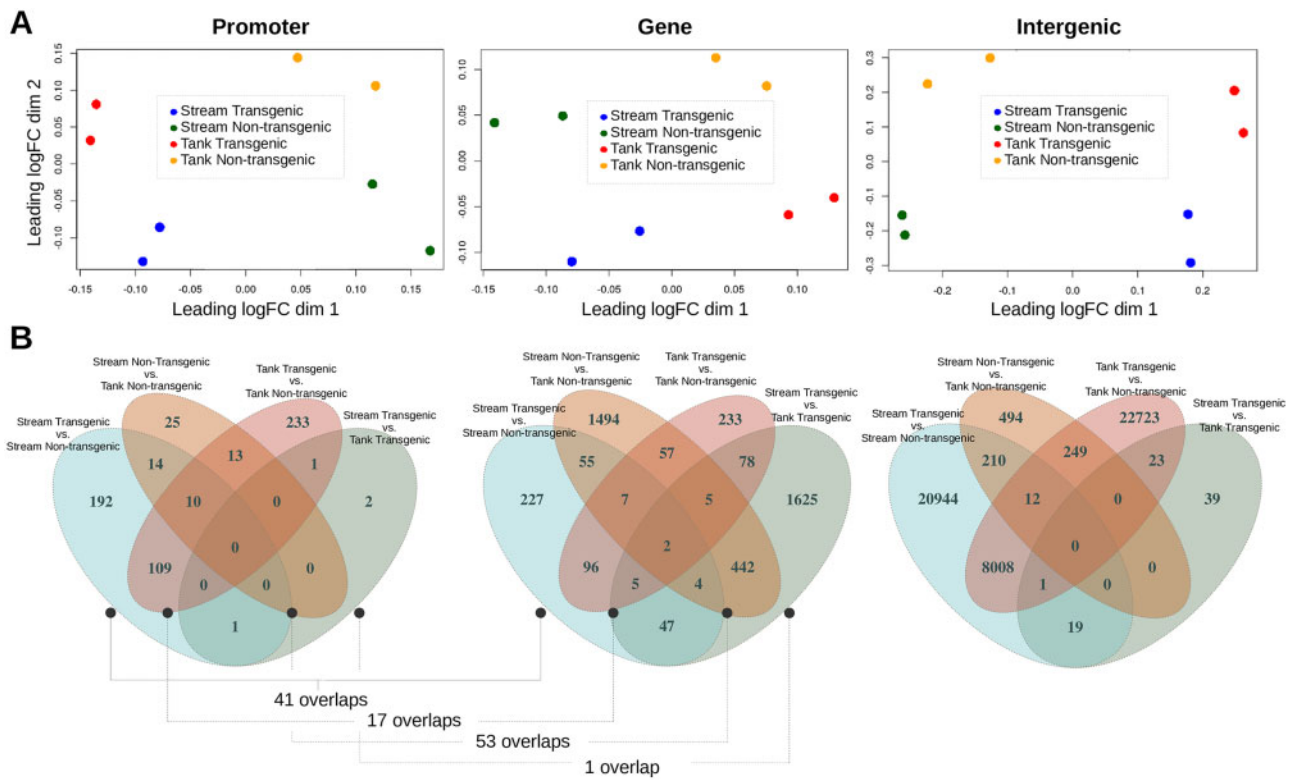 A
Promoter
Gene
Intergenic
Leading logFC dim 2
0.15
0.10
0.05
0.00
-0.05
-0.10
Stream Transgenic
Stream Non-transgenic
Tank Transgenic
Tank Non-transgenic
-0.15
-0.10
-0.05
0.00
0.05
0.10
0.15
Leading logFC dim 1
0.10
0.05
0.00
-0.05
-0.10
Stream Transgenic
Stream Non-transgenic
Tank Transgenic
Tank Non-transgenic
-0.15
-0.10
-0.05
0.00
0.05
0.10
Leading logFC dim 1
0.3
0.2
0.1
0.0
-0.1
-0.2
-0.3
Stream Transgenic
Stream Non-transgenic
Tank Transgenic
Tank Non-transgenic
-0.2
-0.1
0.0
0.1
0.2
Leading logFC dim 1
B
Stream Non-Transgenic
vs.
Tank Non-transgenic
Tank Transgenic
vs.
Tank Non-transgenic
Stream Transgenic
vs.
Stream Non-transgenic
Stream Transgenic
vs.
Tank Transgenic
25
233
14
13
1
192
10
0
2
0
109
0
0
0
1
Stream Non-Transgenic
vs.
Tank Non-transgenic
Tank Transgenic
vs.
Tank Non-transgenic
Stream Transgenic
vs.
Stream Non-transgenic
Stream Transgenic
vs.
Tank Transgenic
1494
233
55
57
78
227
7
5
1625
2
96
5
4
442
47
Stream Non-Transgenic
vs.
Tank Non-transgenic
Tank Transgenic
vs.
Tank Non-transgenic
Stream Transgenic
vs.
Stream Non-transgenic
Stream Transgenic
vs.
Tank Transgenic
494
22723
210
249
23
20944
12
0
39
0
8008
1
0
0
19
41 overlaps
17 overlaps
53 overlaps
1 overlap